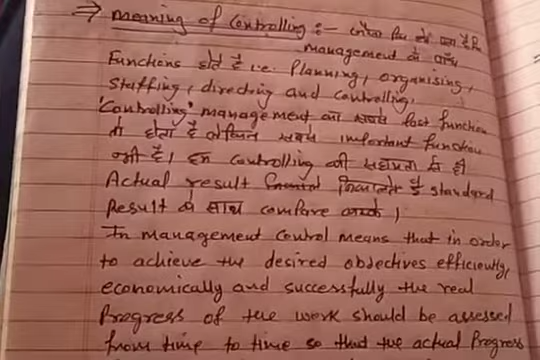 ⇒ Meaning of Controlling :- जैसा कि हमें पता है कि
management के पाँच
Functions होते हैं i.e. Planning, organising,
Staffing, directing and Controlling.
'Controlling' management का सबसे last function
तो होता है लेकिन सबसे important function
भी है। हम Controlling की सहायता से ही
Actual result निकालते हैं standard
Result के साथ compare करके।
In management Control means that in order
to achieve the desired objectives efficiently,
economically and successfully the real
Progress of the work should be assessed
from time to time so that the actual Progress